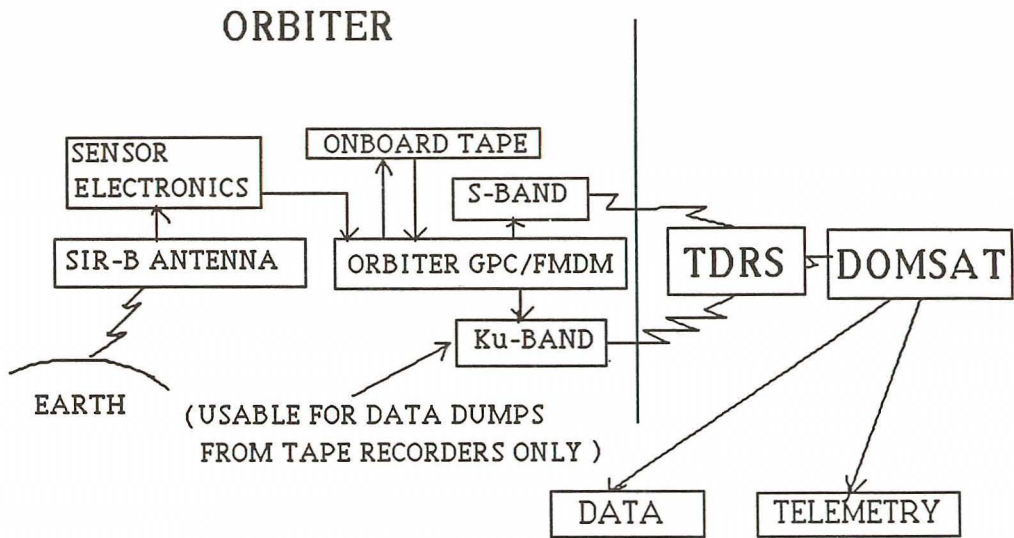 ORBITER
ONBOARD TAPE
SENSOR
ELECTRONICS
S-BAND
SIR-B ANTENNA
ORBITER GPC/FMDM
TDRS
DOMSAT
Ku-BAND
EARTH
(USABLE FOR DATA DUMPS
FROM TAPE RECORDERS ONLY)
DATA
TELEMETRY